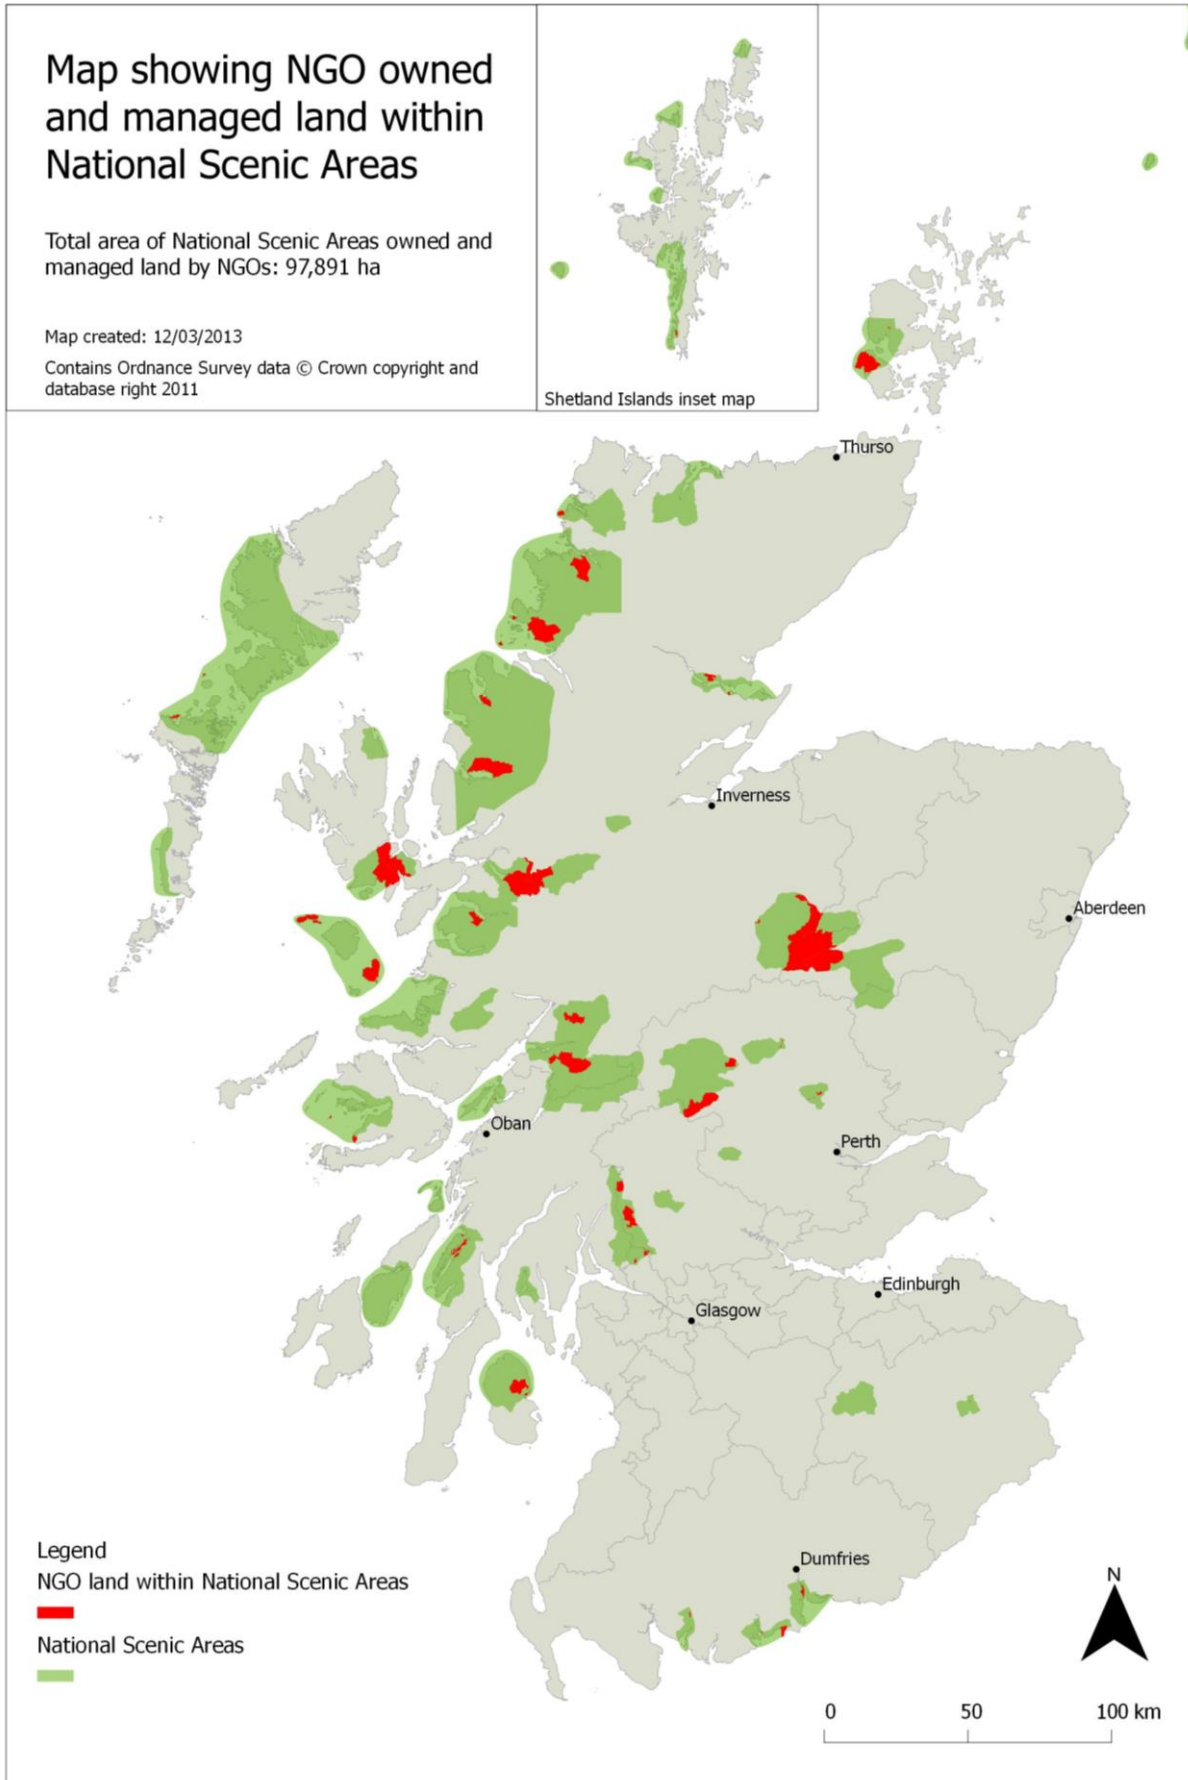 Map showing NGO owned
and managed land within
National Scenic Areas
Total area of National Scenic Areas owned and
managed land by NGOs: 97,891 ha
Map created: 12/03/2013
Contains Ordnance Survey data © Crown copyright and
database right 2011
Shetland Islands inset map
Thurso
Inverness
Aberdeen
Oban
Perth
Edinburgh
Glasgow
Dumfries
Legend
NGO land within National Scenic Areas
National Scenic Areas
N
0 50 100 km